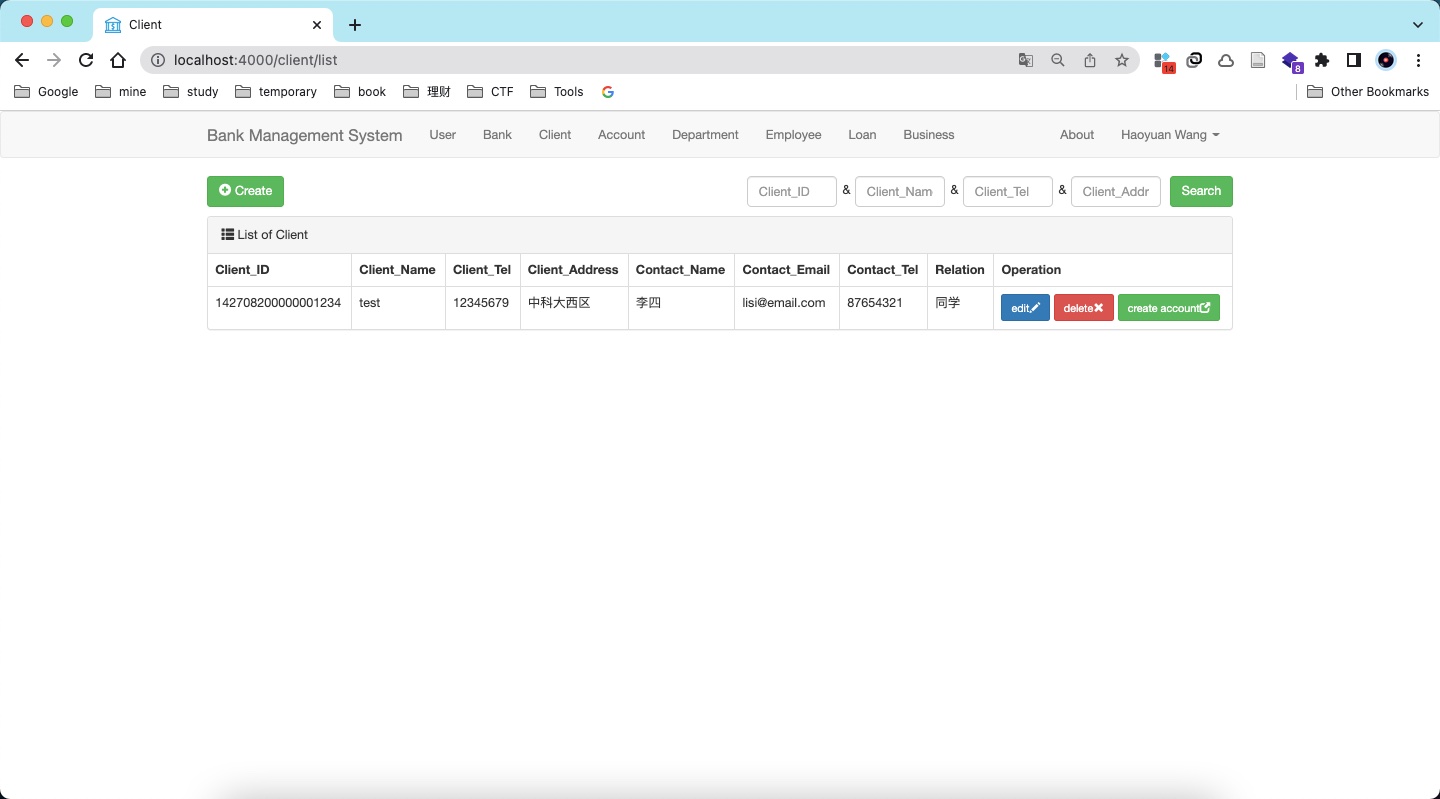 Client
localhost:4000/client/list
14
8
Google mine study temporary book 理财 CTF Tools Other Bookmarks
Bank Management System User Bank Client Account Department Employee Loan Business About Haoyuan Wang
Create Client_ID & Client_Nam & Client_Tel & Client_Addr Search
List of Client
Client_ID Client_Name Client_Tel Client_Address Contact_Name Contact_Email Contact_Tel Relation Operation
142708200000001234 test 12345679 中科大西区 李四 lisi@email.com 87654321 同学 edit delete create account